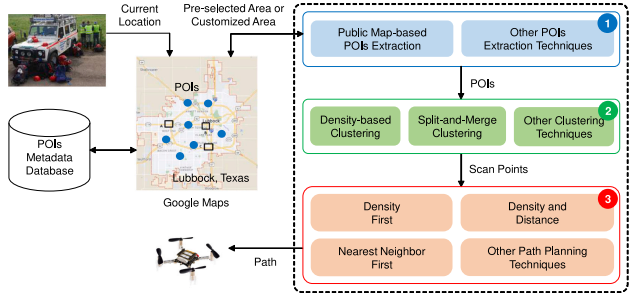 Current
Location
Pre-selected Area or
Customized Area
POIs
Lubbock, Texas
Google Maps
POIs
Metadata
Database
1
Public Map-based
POIs Extraction
Other POIs
Extraction Techniques
POIs
2
Density-based
Clustering
Split-and-Merge
Clustering
Other Clustering
Techniques
Scan Points
3
Density
First
Density and
Distance
Nearest Neighbor
First
Other Path Planning
Techniques
Path